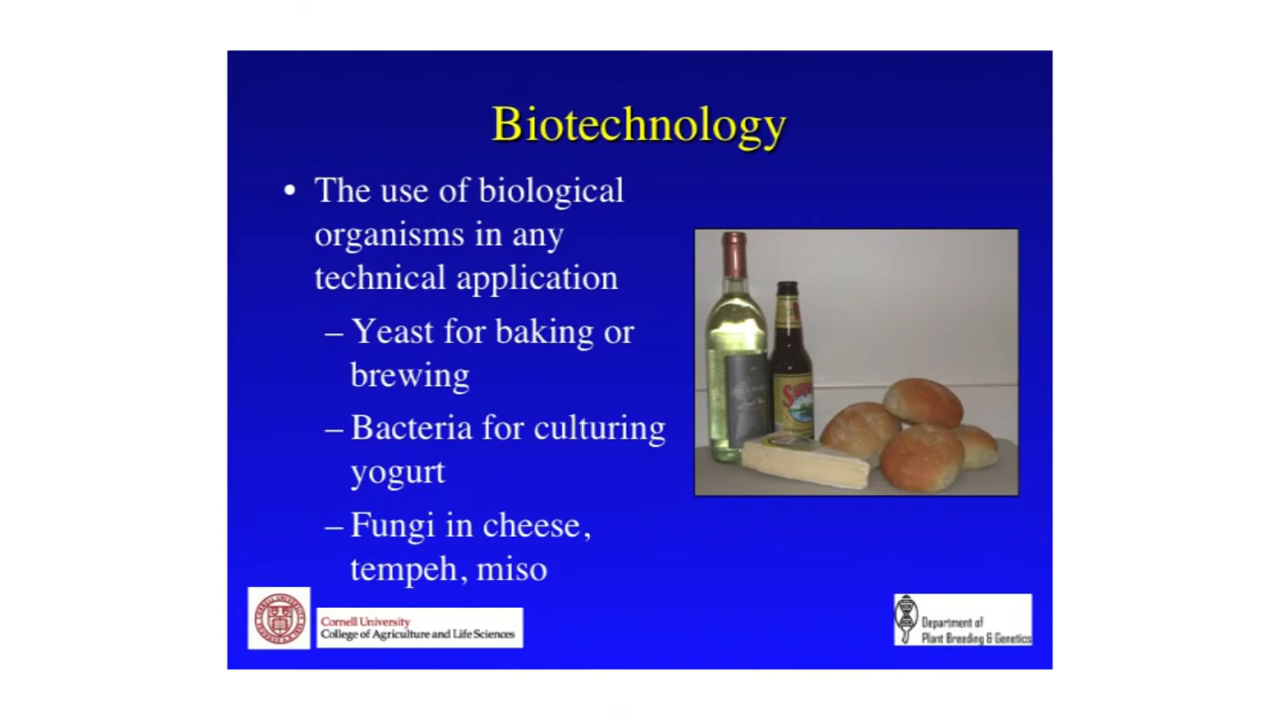 Biotechnology
• The use of biological
organisms in any
technical application
– Yeast for baking or
brewing
– Bacteria for culturing
yogurt
– Fungi in cheese,
tempeh, miso
Cornell University
College of Agriculture and Life Sciences
Department of
Plant Breeding & Genetics